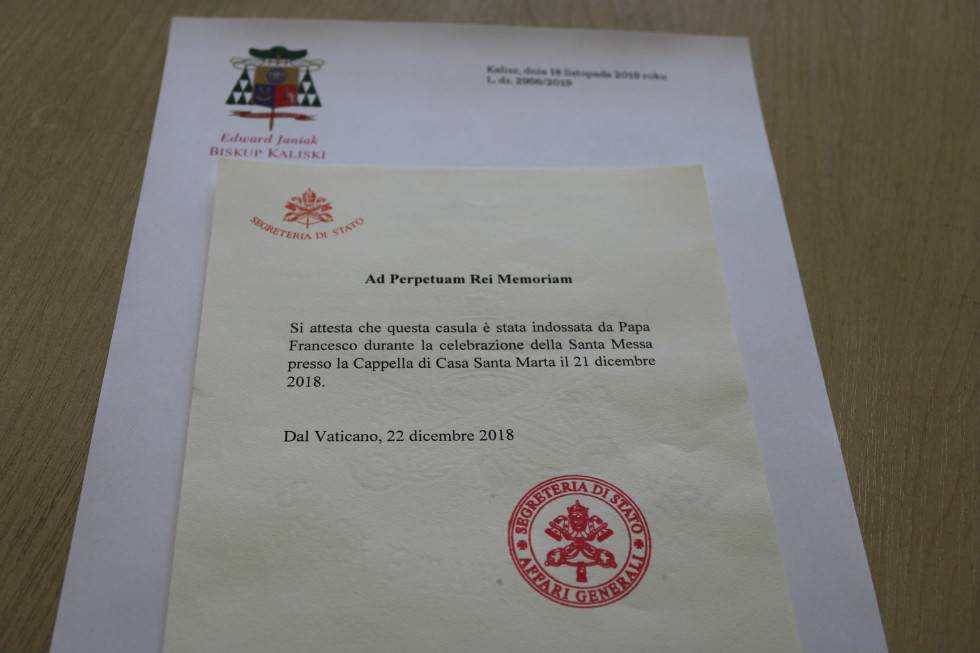 Kalisz, dnia 18 listopada 2019 roku
L. dz. 2966/2019
Edward Janiak
BISKUP KALISKI
SEGRETERIA DI STATO
Ad Perpetuam Rei Memoriam
Si attesta che questa casula è stata indossata da Papa
Francesco durante la celebrazione della Santa Messa
presso la Cappella di Casa Santa Marta il 21 dicembre
2018.
Dal Vaticano, 22 dicembre 2018
SEGRETERIA DI STATO
AFFARI GENERALI